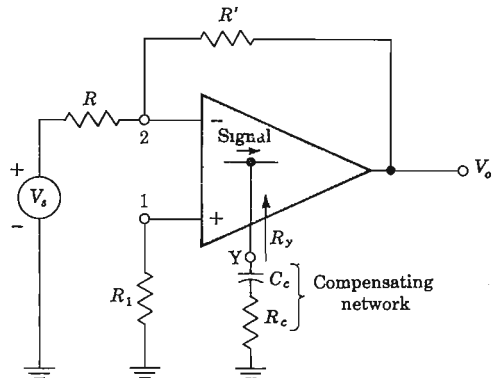 R'
R
2
−
Signal
+
V_s
−
V_o
1
+
R_y
Y
C_c
R_1
R_c
Compensating
network